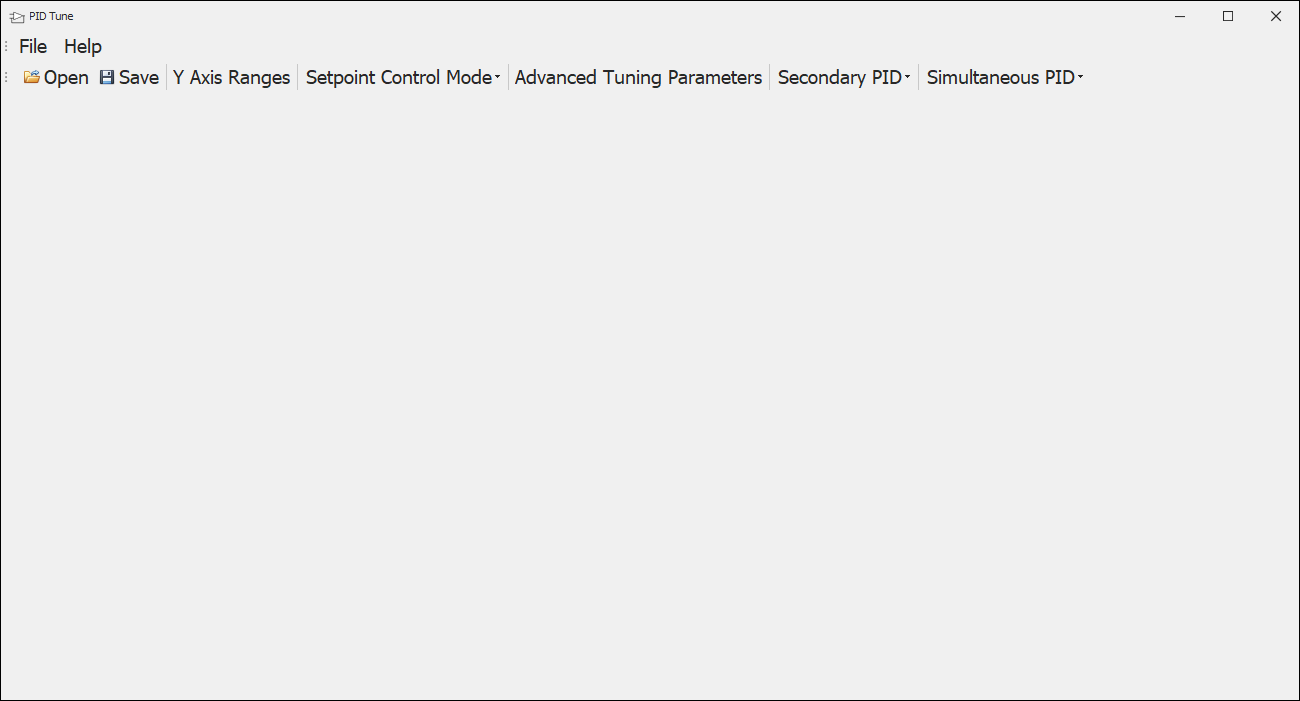 PID Tune
File Help
Open Save Y Axis Ranges Setpoint Control Mode Advanced Tuning Parameters Secondary PID Simultaneous PID